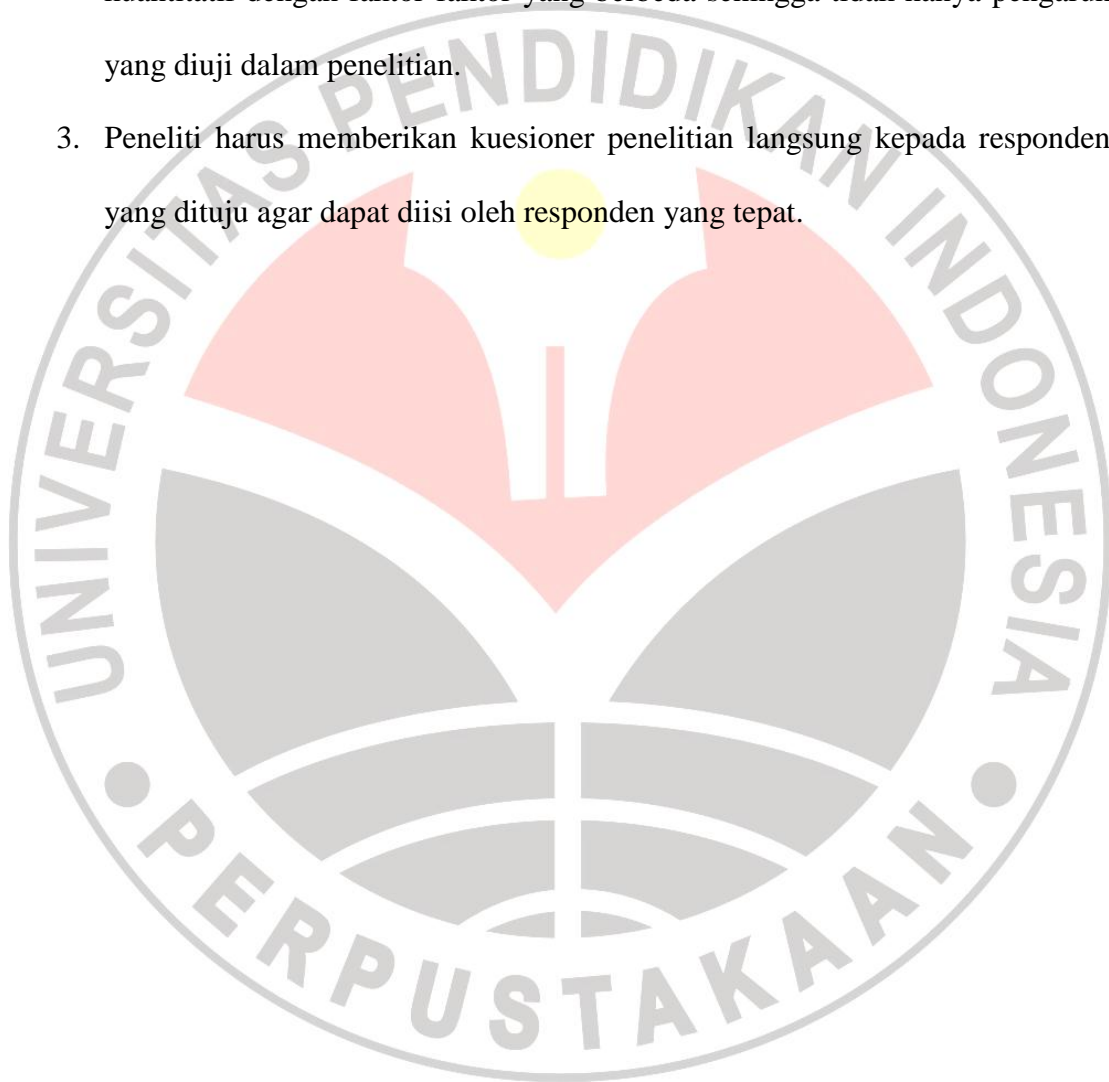 yang diuji dalam penelitian.
3. Peneliti harus memberikan kuesioner penelitian langsung kepada responden
yang dituju agar dapat diisi oleh responden yang tepat.
UNIVERSITAS PENDIDIKAN INDONESIA
PERPUSTAKAAN